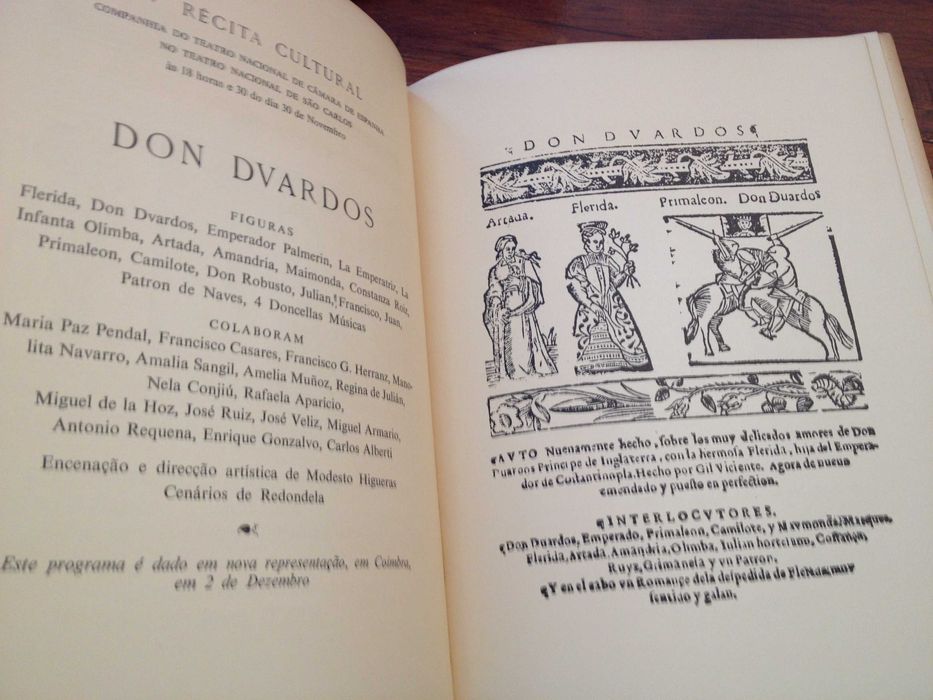 RÉCITA CULTURAL
COMPANHIA DO TEATRO NACIONAL DE CÂMARA DE ESPANHA
NO TEATRO NACIONAL DE SÃO CARLOS
às 18 horas e 30 do dia 30 de Novembro
DON DVARDOS
FIGURAS
Flerida, Don Dvardos, Emperador Palmerin, La Emperatriz, La
Infanta Olimba, Artada, Amandria, Maimonda, Constanza Roiz,
Primaleon, Camilote, Don Robusto, Julian, Francisco, Juan,
Patron de Naves, 4 Doncellas Músicas
COLABORAM
Maria Paz Pendal, Francisco Casares, Francisco G. Herranz, Mano-
lita Navarro, Amalia Sangil, Amelia Muñoz, Regina de Julián,
Nela Conjiú, Rafaela Aparício,
Miguel de la Hoz, José Ruiz, José Veliz, Miguel Armario,
Antonio Requena, Enrique Gonzalvo, Carlos Alberti
Encenação e direcção artística de Modesto Higueras
Cenários de Redondela
Este programa é dado em nova representação, em Coimbra,
em 2 de Dezembro
DON DVARDOS
Artada. Flerida. Primaleon. Don Duardos
AVTO Nueuamente hecho, sobre los muy delicados amores de Don
Duardos Principe de Inglaterra, con la hermosa Flerida, hija del Empera-
dor de Costantinopla. Hecho por Gil Vicente. Agora de nueuo
emendado y puesto en perfection.
INTERLOCVTORES.
Don Duardos, Emperado, Primaleon, Camilote, y Maymonda,
Flerida, Artada, Amandria, Olimba, Iulian hortelano, Costança,
Ruys, Grimanela y vn Patron.
Y en el cabo vn Romançe dela despedida de muy
sentido y galan.